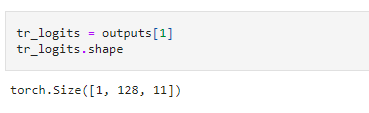 tr_logits = outputs[1]
tr_logits.shape
torch.Size([1, 128, 11])